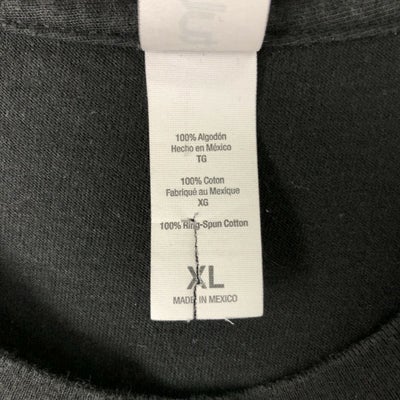 100% Algodón
Hecho en México
TG
100% Coton
Fabriqué au Mexique
XG
100% Ring-Spun Cotton
XL
MADE IN MEXICO